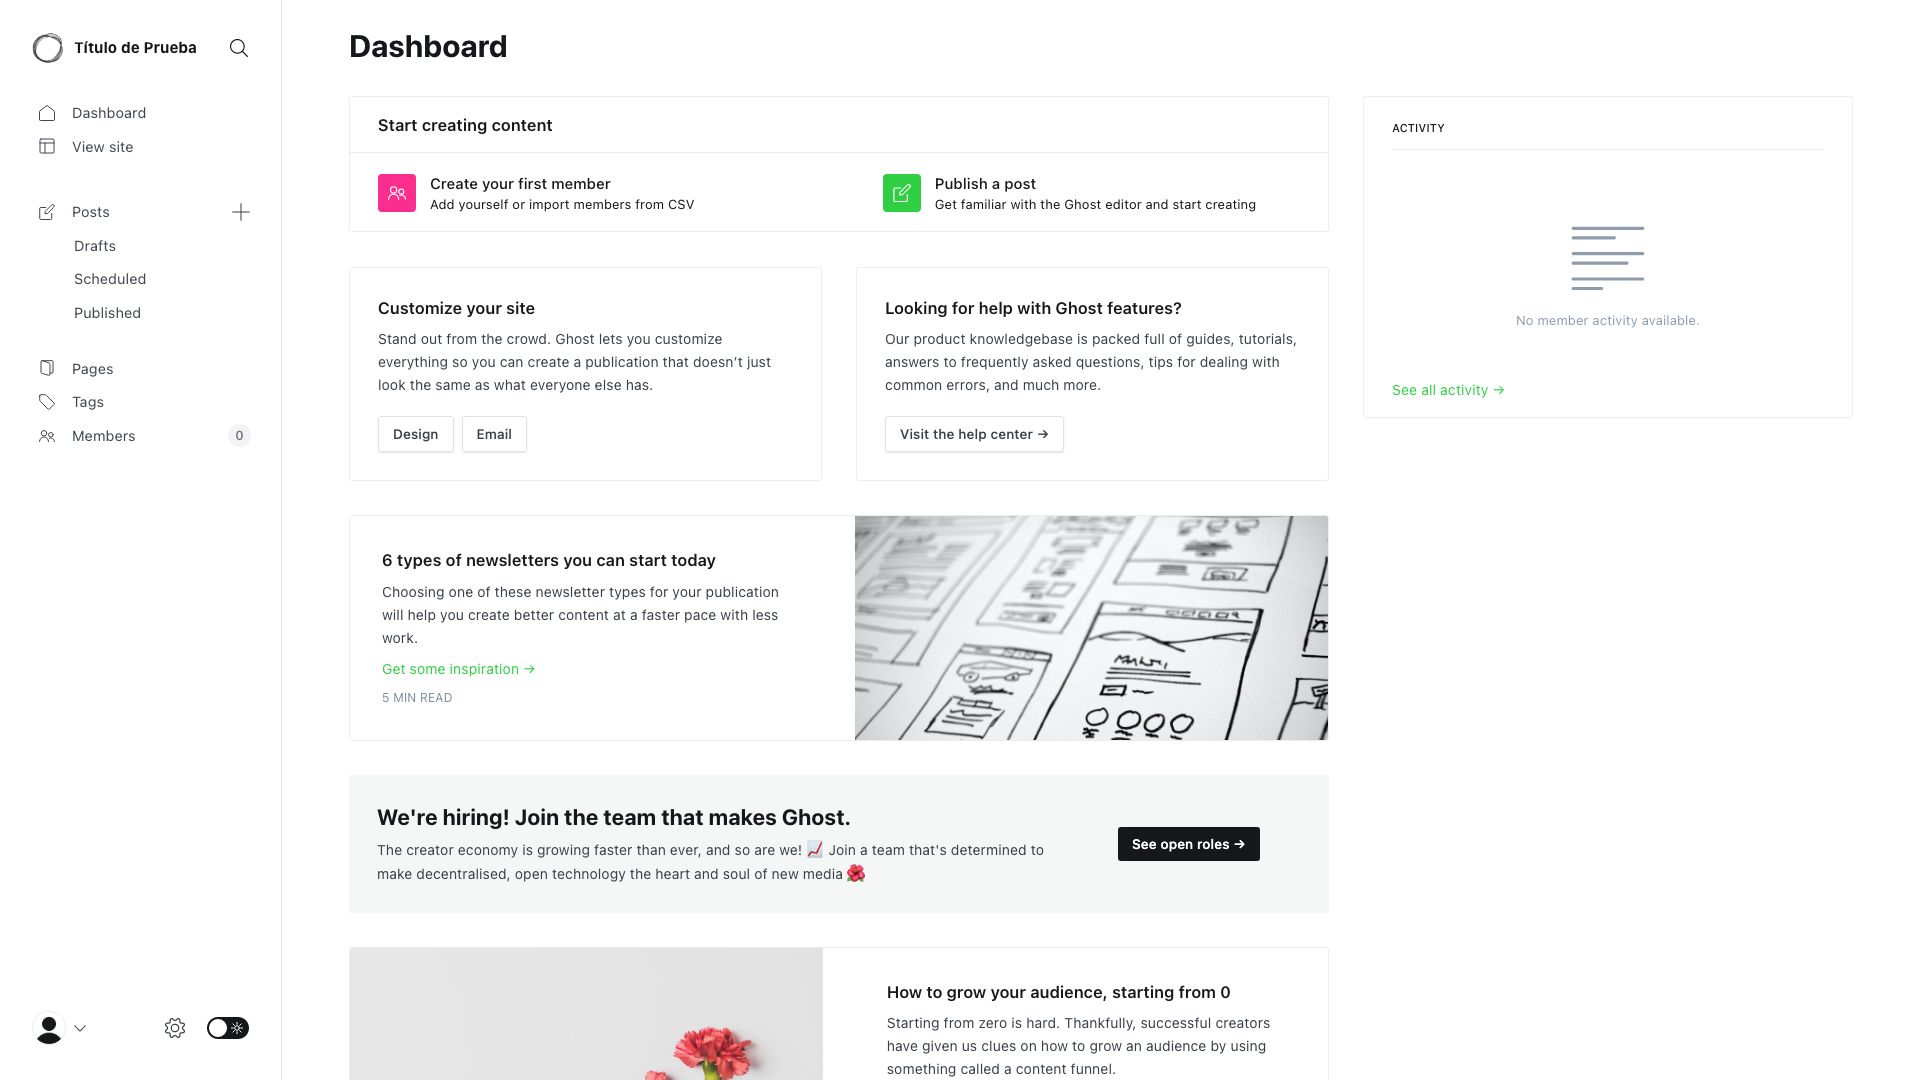 Título de Prueba
Dashboard
View site
Posts
Drafts
Scheduled
Published
Pages
Tags
Members
0
Dashboard
Start creating content
Create your first member
Add yourself or import members from CSV
Publish a post
Get familiar with the Ghost editor and start creating
Customize your site
Stand out from the crowd. Ghost lets you customize
everything so you can create a publication that doesn’t just
look the same as what everyone else has.
Design
Email
Looking for help with Ghost features?
Our product knowledgebase is packed full of guides, tutorials,
answers to frequently asked questions, tips for dealing with
common errors, and much more.
Visit the help center →
6 types of newsletters you can start today
Choosing one of these newsletter types for your publication
will help you create better content at a faster pace with less
work.
Get some inspiration →
5 MIN READ
We're hiring! Join the team that makes Ghost.
The creator economy is growing faster than ever, and so are we! 📈 Join a team that's determined to
make decentralised, open technology the heart and soul of new media 🌺
See open roles →
How to grow your audience, starting from 0
Starting from zero is hard. Thankfully, successful creators
have given us clues on how to grow an audience by using
something called a content funnel.
ACTIVITY
No member activity available.
See all activity →